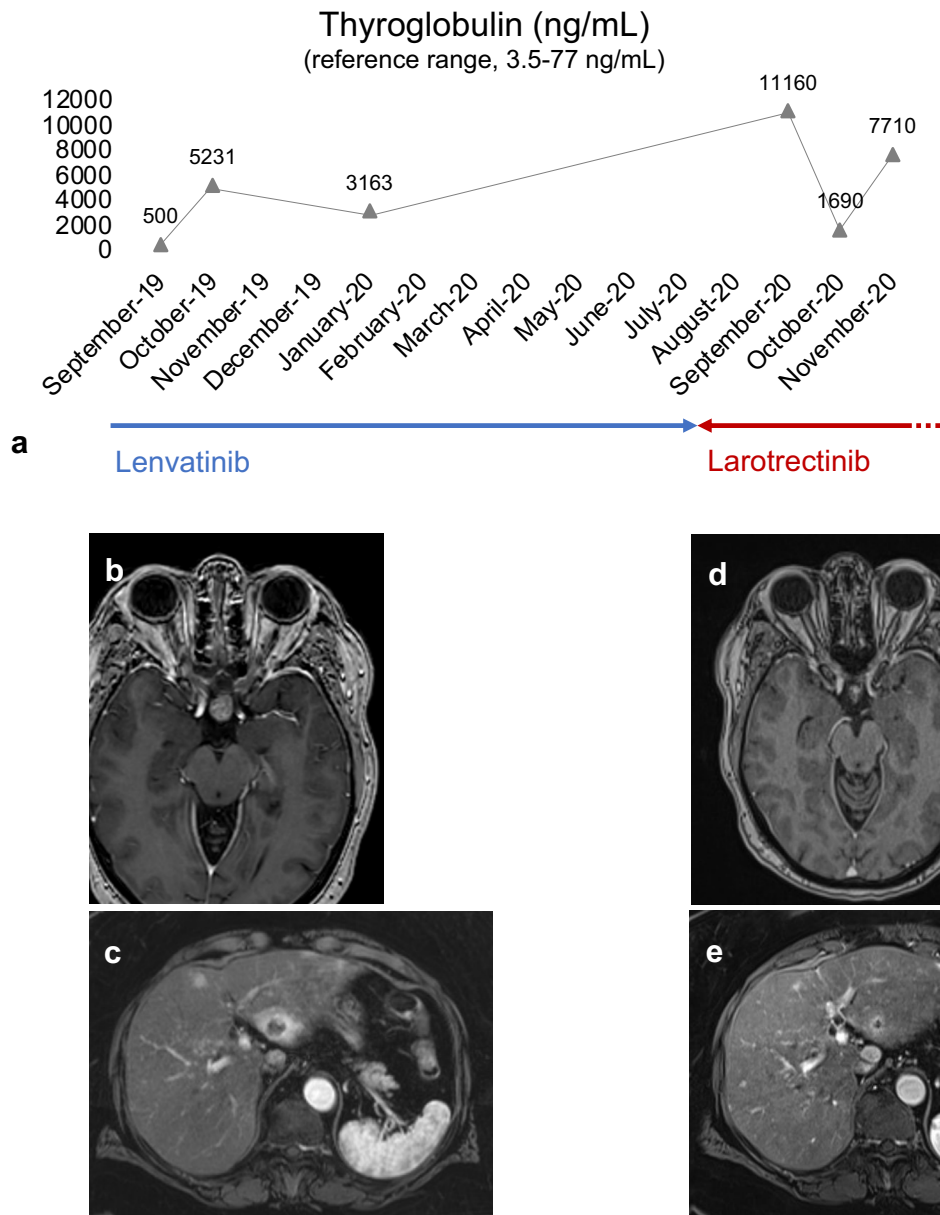 Thyroglobulin (ng/mL)
(reference range, 3.5-77 ng/mL)
12000
10000
8000
6000
4000
2000
0
500
5231
3163
11160
1690
7710
September-19
October-19
November-19
December-19
January-20
February-20
March-20
April-20
May-20
June-20
July-20
August-20
September-20
October-20
November-20
a
Lenvatinib
Larotrectinib
b
d
c
e